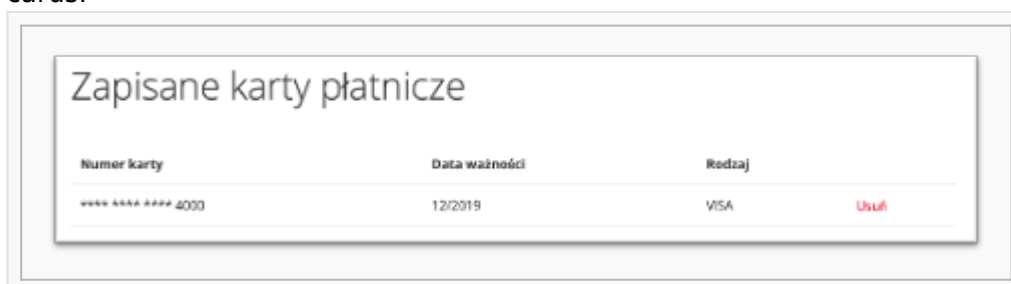 Zapisane karty płatnicze
Numer karty Data ważności Rodzaj
**** **** **** 4000 12/2019 VISA Usuń